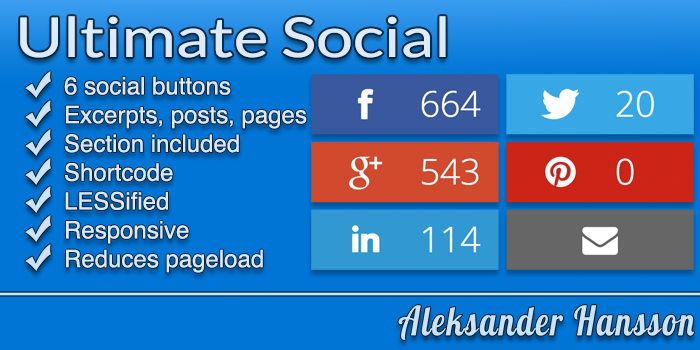 Ultimate Social
6 social buttons
Excerpts, posts, pages
Section included
Shortcode
LESSified
Responsive
Reduces pageload
f 664
20
g+ 543
0
in 114
Aleksander Hansson